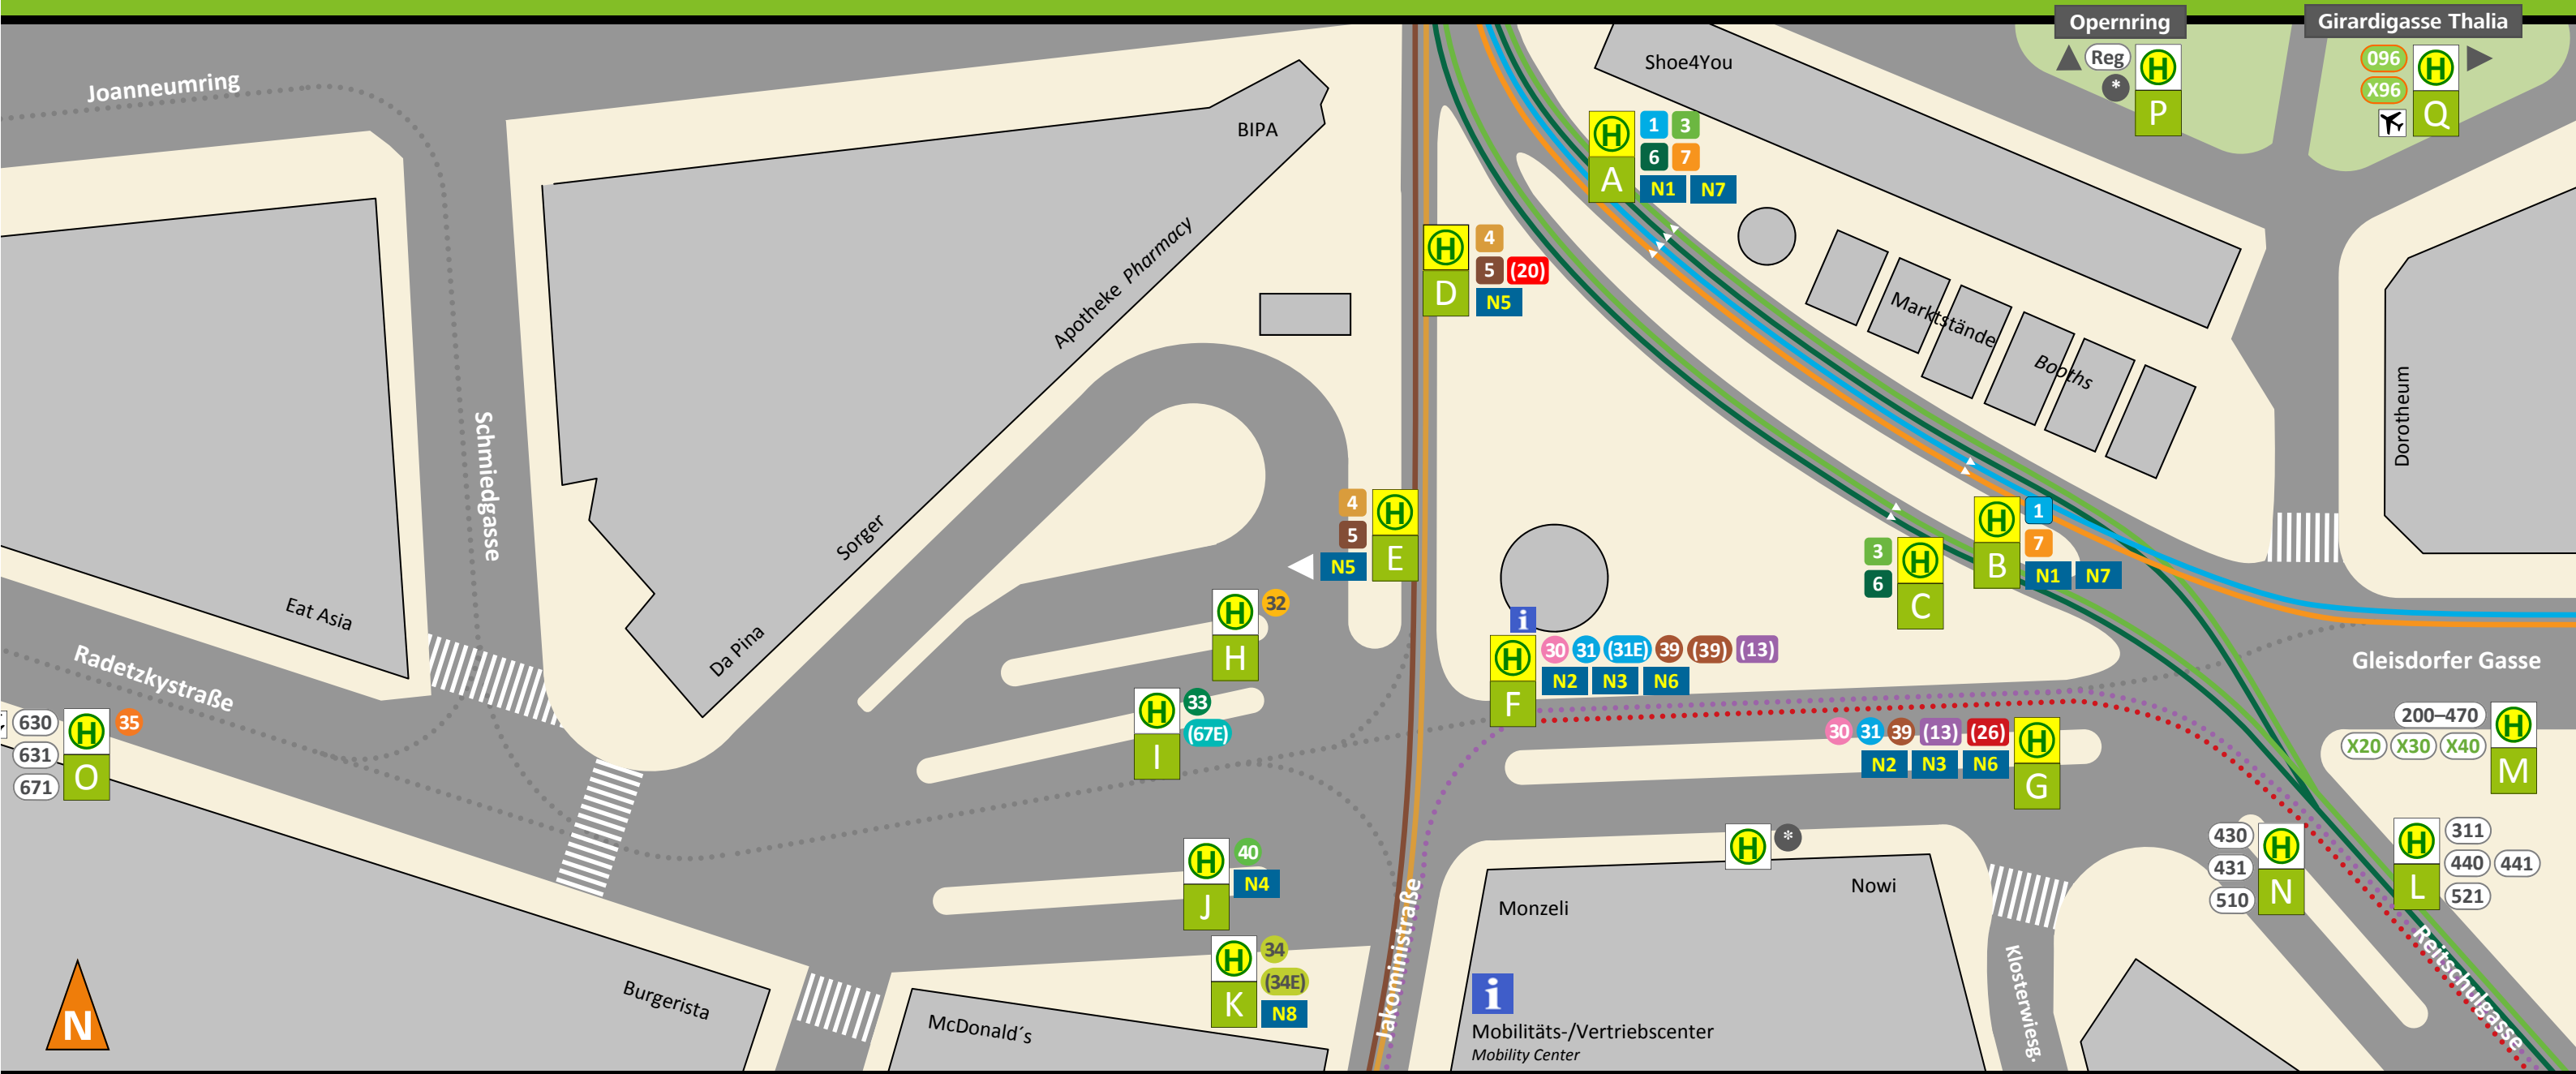 Opernring
Girardigasse Thalia
Reg
*
H
P
096
X96
H
Q
Joanneumring
Shoe4You
BIPA
H
A
1 3
6 7
N1 N7
Apotheke Pharmacy
H
D
4
5 (20)
N5
Marktstände
Booths
Dorotheum
Schmiedgasse
Sorger
4
5
N5
H
E
H
B
1
7
N1 N7
3
6
H
C
Eat Asia
Da Pina
H
H
32
i
H
F
30 31 (31E) 39 (39) (13)
N2 N3 N6
Gleisdorfer Gasse
Radetzkystraße
630
631
671
H
O
35
H
I
33
(67E)
30 31 39 (13) (26)
N2 N3 N6
H
G
200–470
X20 X30 X40
H
M
H
J
40
N4
H
*
Nowi
Monzeli
430
431
510
H
N
H
L
311
440 441
521
H
K
34
(34E)
N8
Jakoministraße
Klosterwiesg.
Reitschulgasse
Burgerista
McDonald´s
i
Mobilitäts-/Vertriebscenter
Mobility Center
N